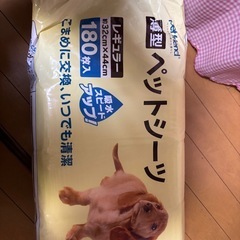 薄型 ペットシーツ
レギュラー
約32cm×44cm
180枚入
吸水
スピード
アップ
こまめに交換、いつでも清潔